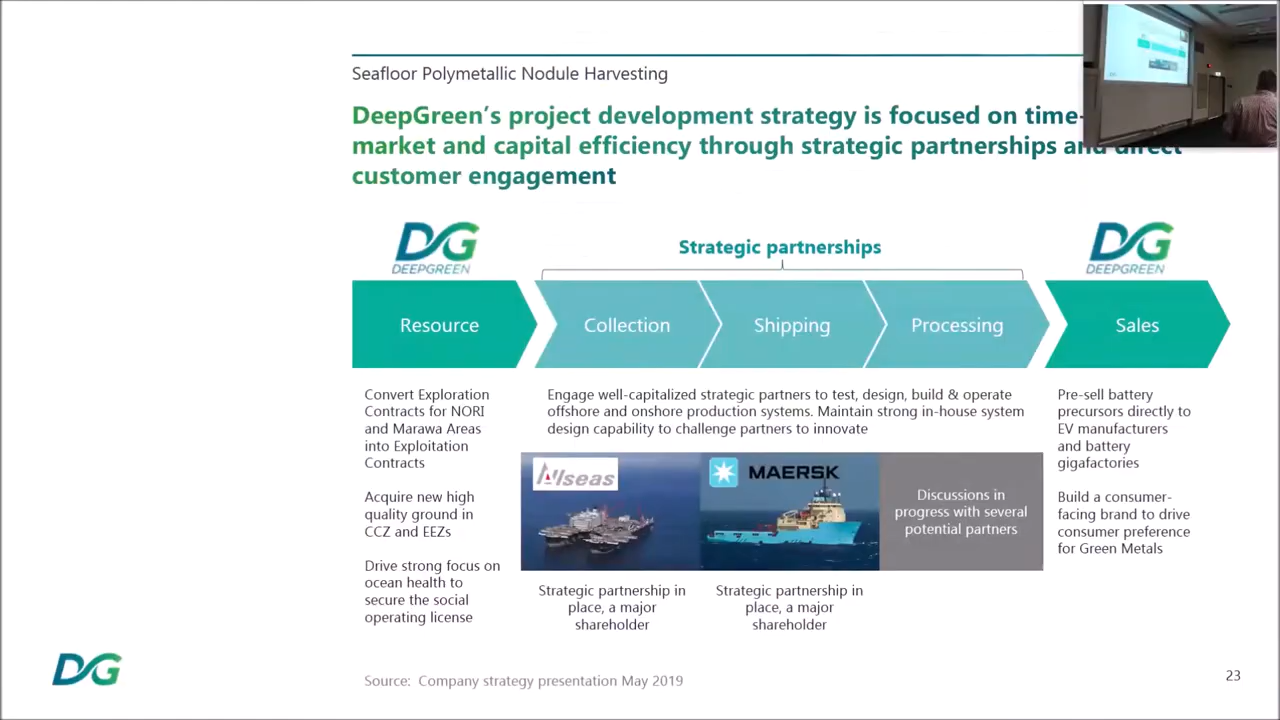 Seafloor Polymetallic Nodule Harvesting
DeepGreen's project development strategy is focused on time-
market and capital efficiency through strategic partnerships and direct
customer engagement
DEEPGREEN
Strategic partnerships
DEEPGREEN
Resource
Collection
Shipping
Processing
Sales
Convert Exploration
Contracts for NORI
and Marawa Areas
into Exploitation
Contracts
Acquire new high
quality ground in
CCZ and EEZs
Drive strong focus on
ocean health to
secure the social
operating license
Engage well-capitalized strategic partners to test, design, build & operate
offshore and onshore production systems. Maintain strong in-house system
design capability to challenge partners to innovate
Allseas
MAERSK
Discussions in
progress with several
potential partners
Strategic partnership in
place, a major
shareholder
Strategic partnership in
place, a major
shareholder
Pre-sell battery
precursors directly to
EV manufacturers
and battery
gigafactories
Build a consumer-
facing brand to drive
consumer preference
for Green Metals
DG
Source: Company strategy presentation May 2019
23